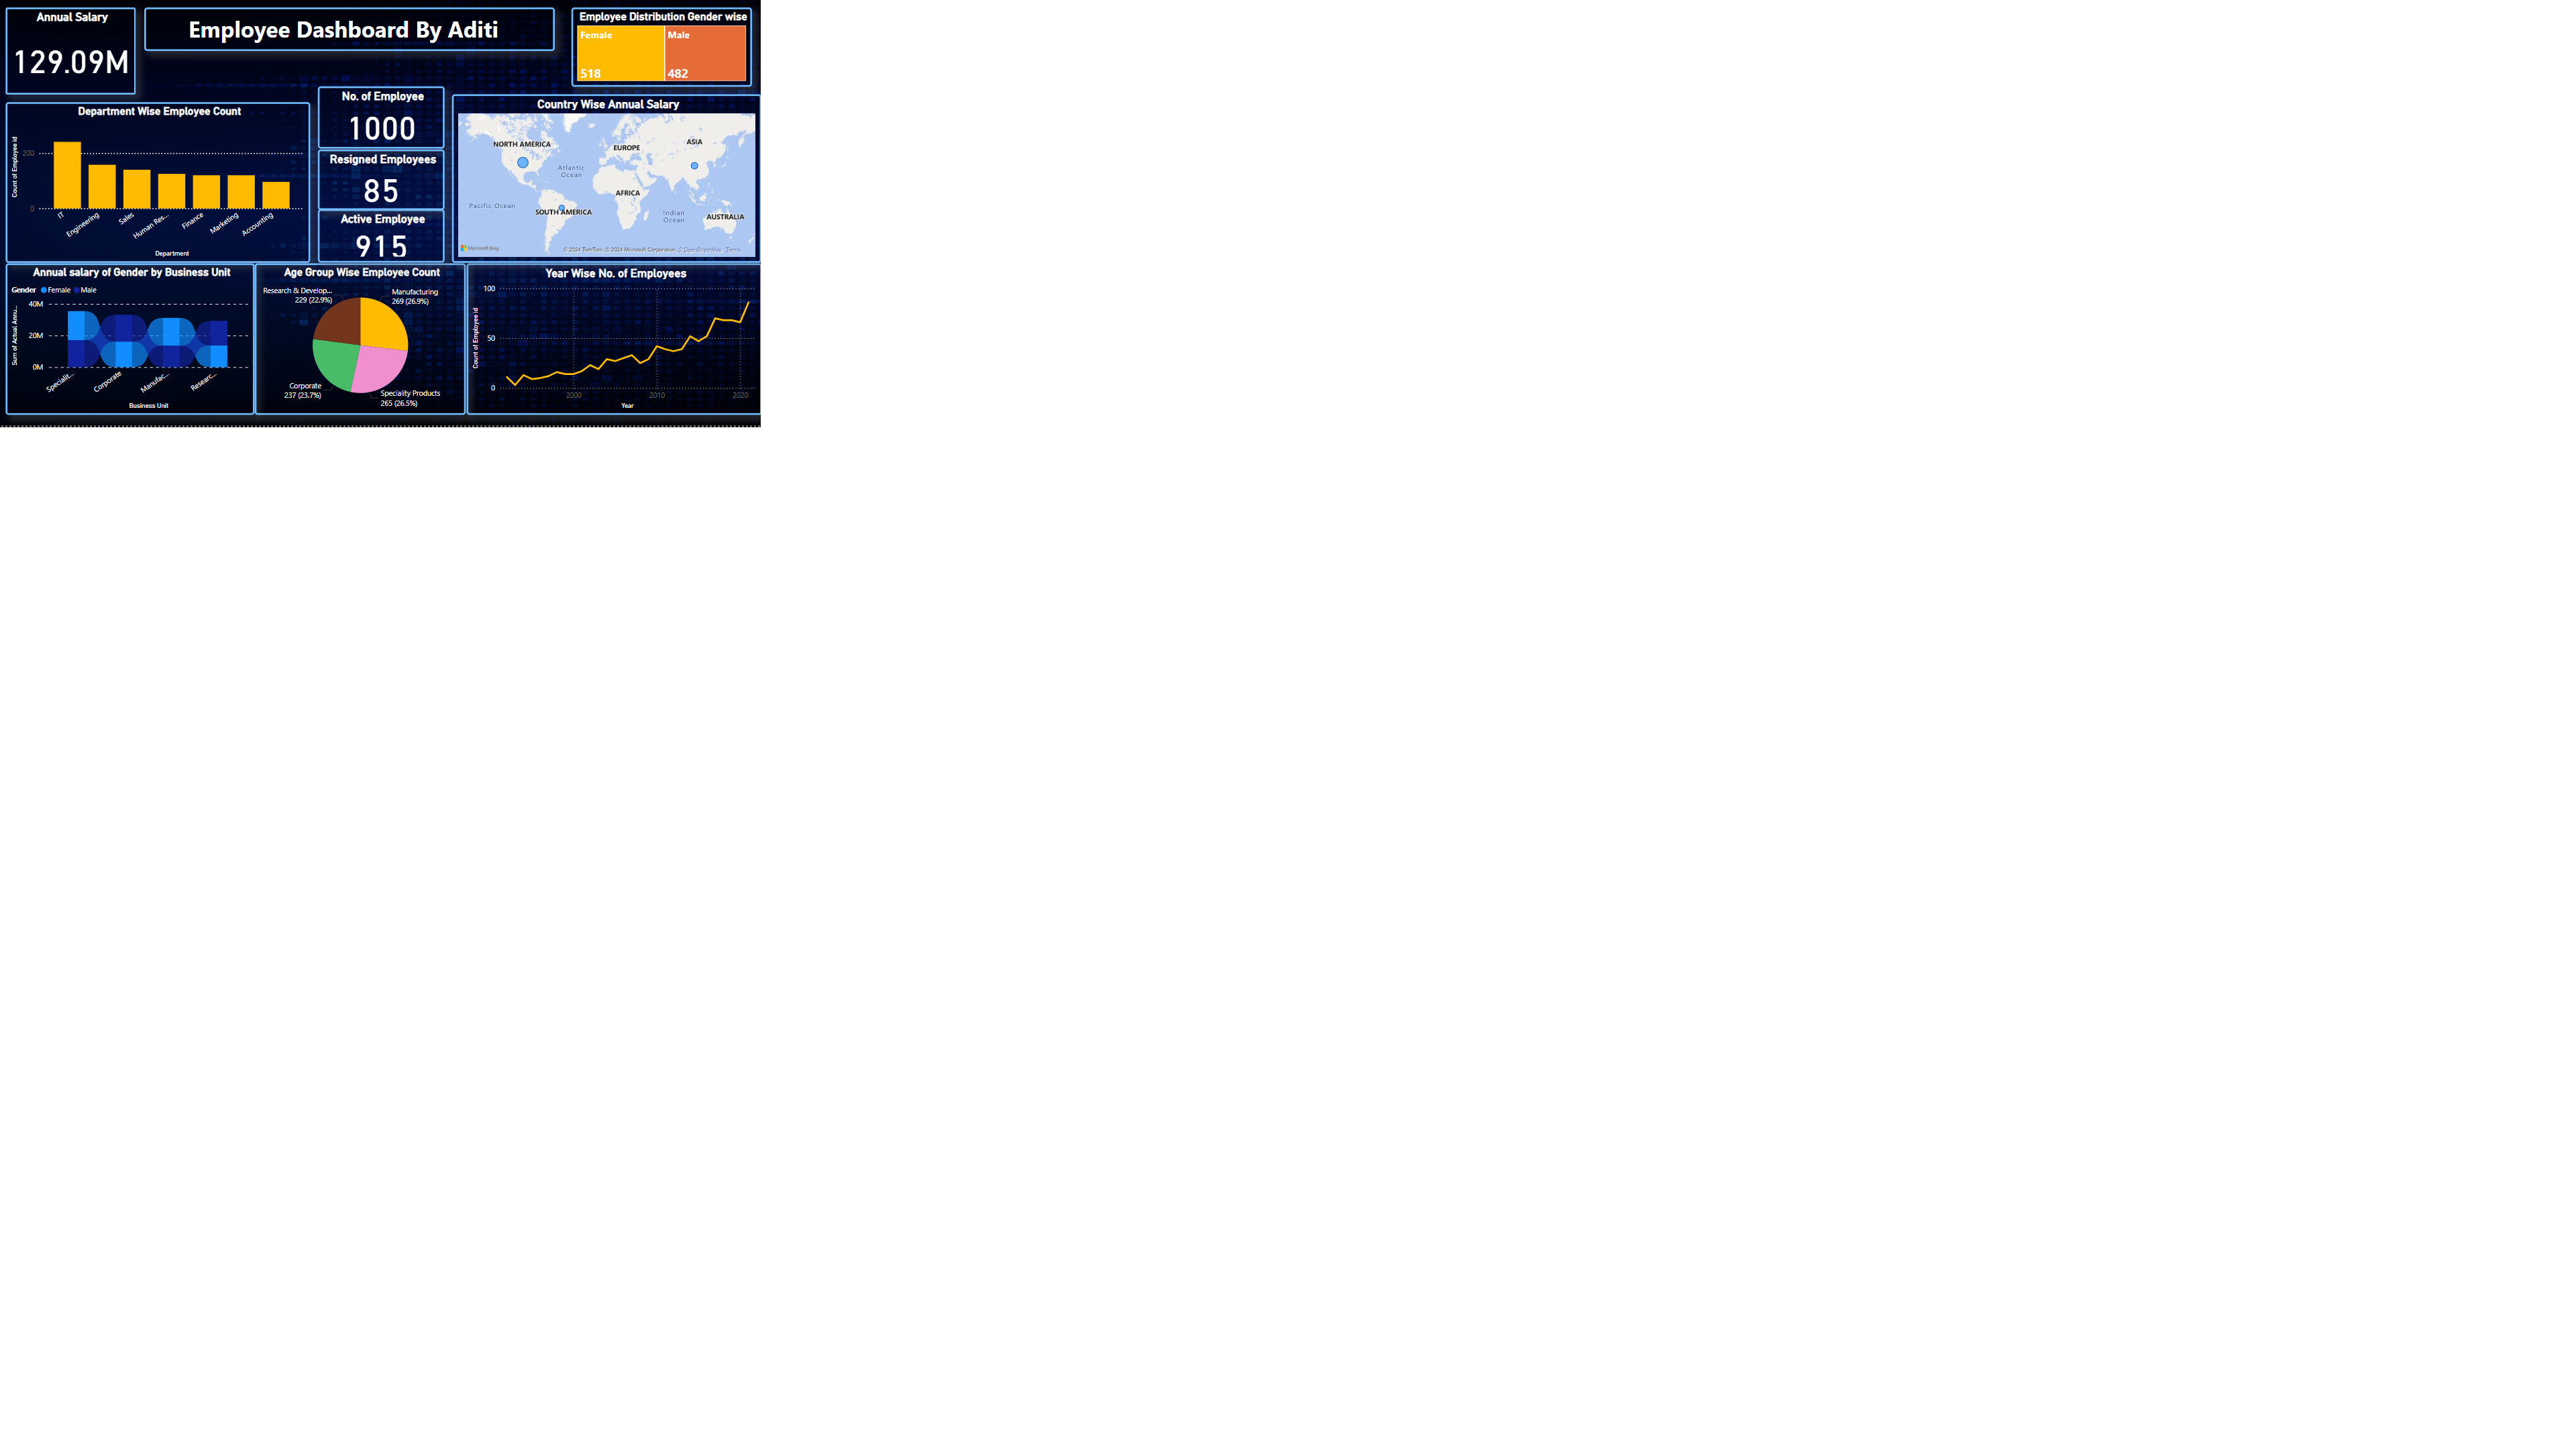 Annual Salary
129.09M
Employee Dashboard By Aditi
Employee Distribution Gender wise
Female
Male
518
482
Department Wise Employee Count
Count of Employee id
200
0
IT
Engineering
Sales
Human Res...
Finance
Marketing
Accounting
Department
No. of Employee
1000
Resigned Employees
85
Active Employee
915
Country Wise Annual Salary
NORTH AMERICA
EUROPE
ASIA
Atlantic
Ocean
AFRICA
Pacific Ocean
SOUTH AMERICA
Indian
Ocean
AUSTRALIA
Microsoft Bing
© 2024 TomTom, © 2024 Microsoft Corporation, © OpenStreetMap Terms
Annual salary of Gender by Business Unit
Gender Female Male
Sum of Actual Annu...
40M
20M
0M
Specialit...
Corporate
Manufac...
Researc...
Business Unit
Age Group Wise Employee Count
Research & Develop...
229 (22.9%)
Manufacturing
269 (26.9%)
Corporate
237 (23.7%)
Speciality Products
265 (26.5%)
Year Wise No. of Employees
Count of Employee id
100
50
0
2000
2010
2020
Year